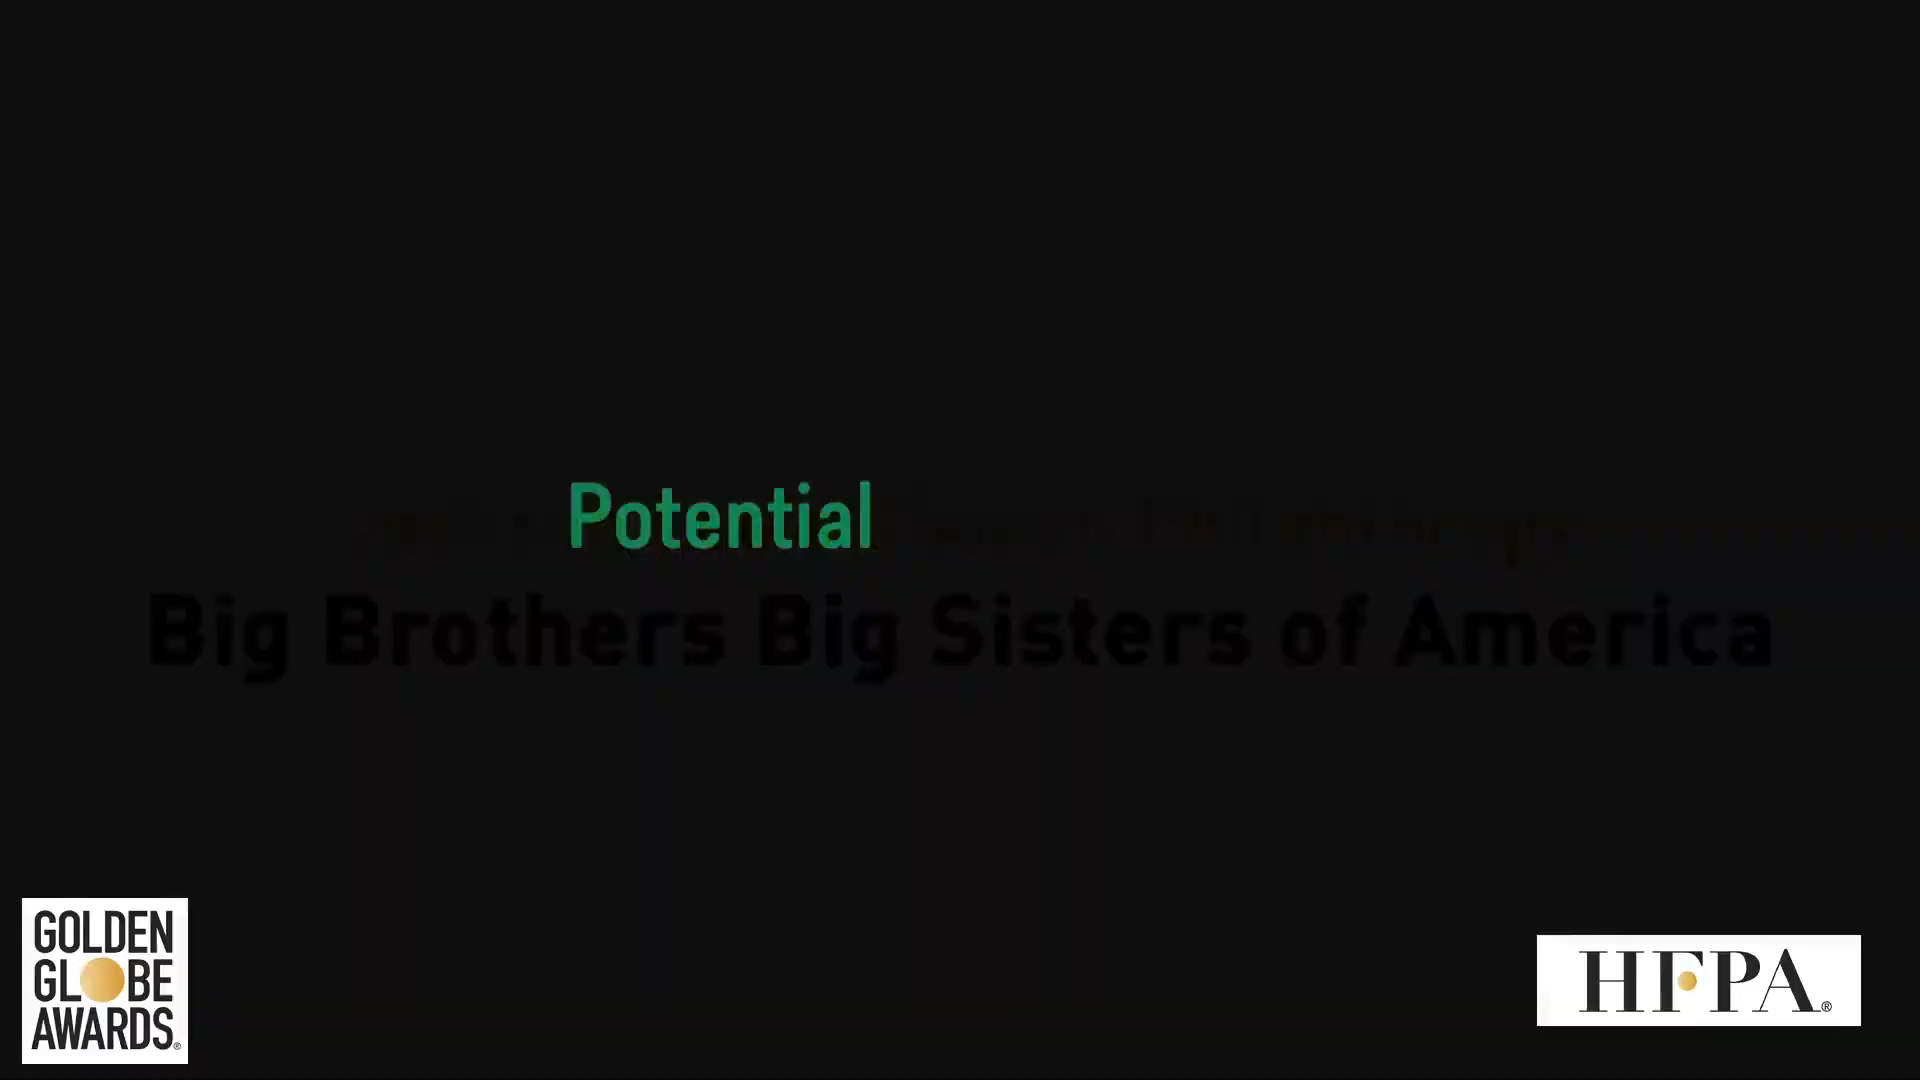 Potential
Big Brothers Big Sisters of America
GOLDEN
GLOBE
AWARDS®
HFPA®